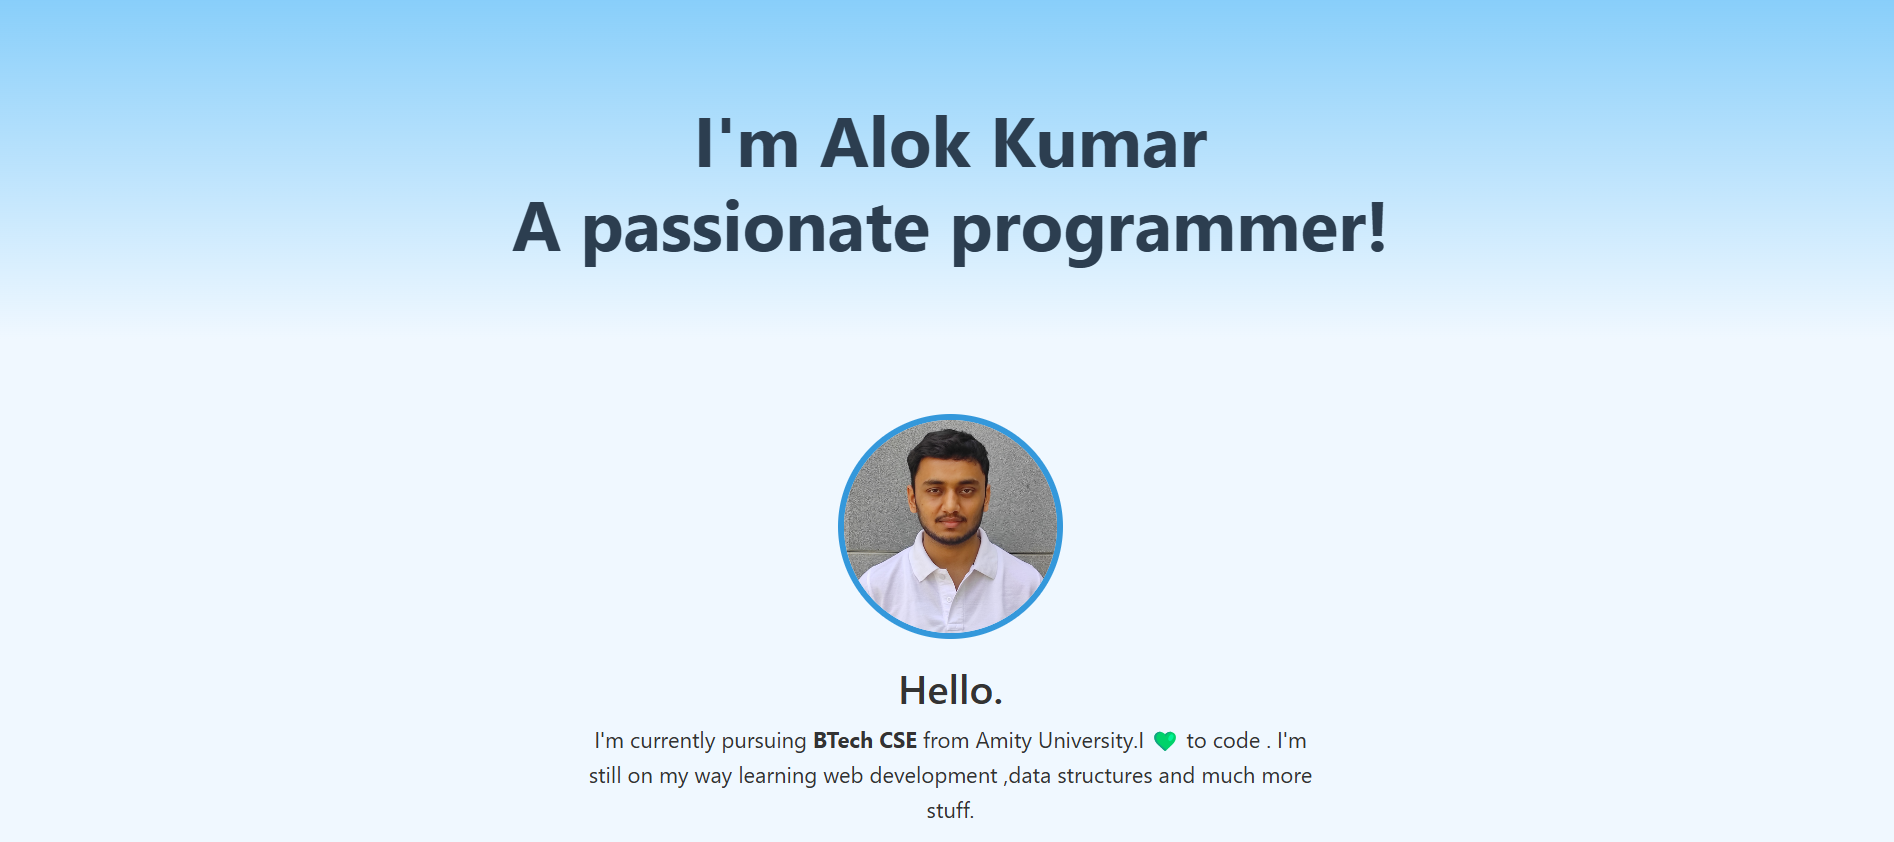 I'm Alok Kumar
A passionate programmer!
Hello.
I'm currently pursuing BTech CSE from Amity University.I 💚 to code . I'm
still on my way learning web development ,data structures and much more
stuff.